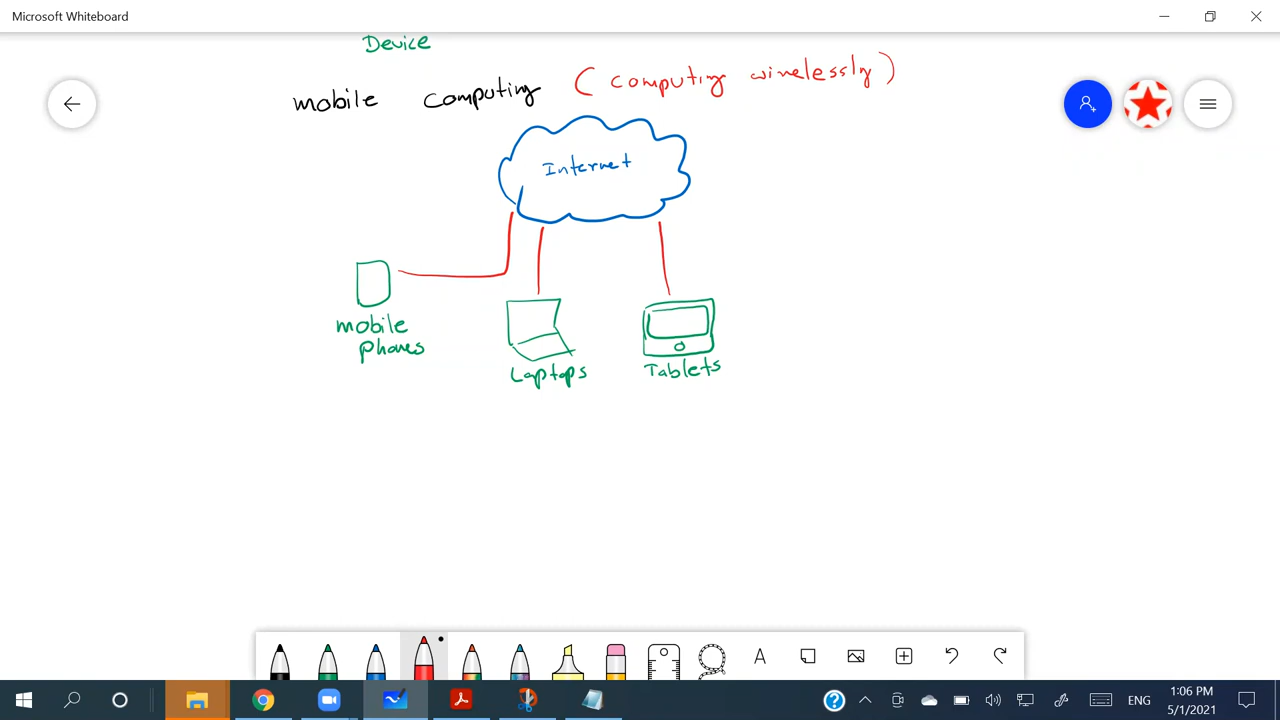 Microsoft Whiteboard
Device
mobile computing (computing wirelessly)
Internet
mobile
phones
Laptops
Tablets
A
ENG
1:06 PM
5/1/2021